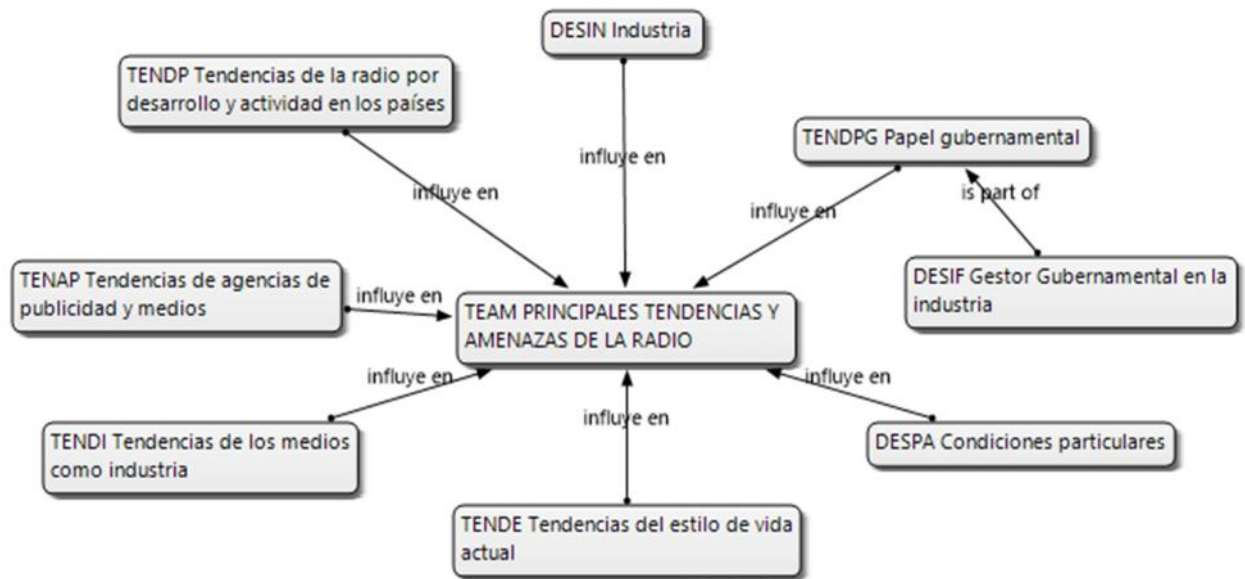 DESIN Industria
TENDP Tendencias de la radio por
desarrollo y actividad en los países
TENDPG Papel gubernamental
influye en
influye en
is part of
influye en
TENAP Tendencias de agencias de
publicidad y medios
influye en
DESIF Gestor Gubernamental en la
industria
TEAM PRINCIPALES TENDENCIAS Y
AMENAZAS DE LA RADIO
influye en
influye en
influye en
TENDI Tendencias de los medios
como industria
DESPA Condiciones particulares
TENDE Tendencias del estilo de vida
actual